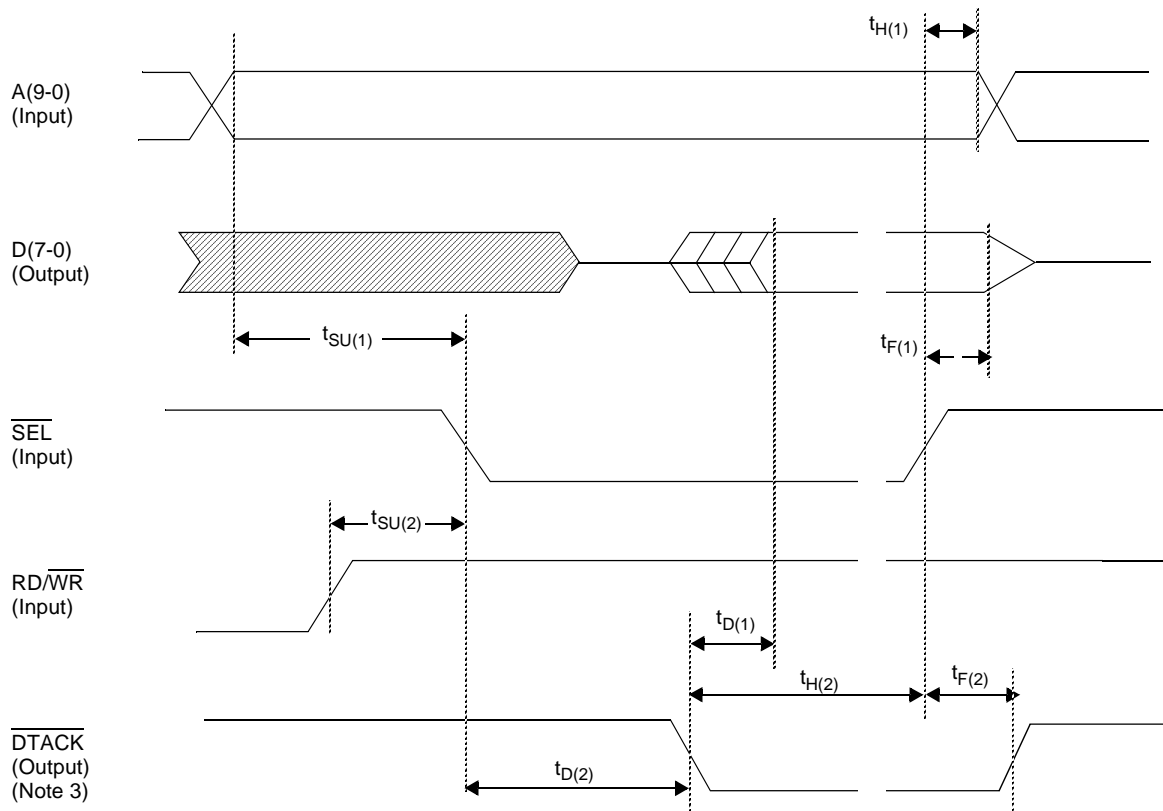 tH(1)
A(9-0)
(Input)
D(7-0)
(Output)
tSU(1)
tF(1)
SEL
(Input)
tSU(2)
RD/WR
(Input)
tD(1)
tH(2)
tF(2)
DTACK
(Output)
(Note 3)
tD(2)